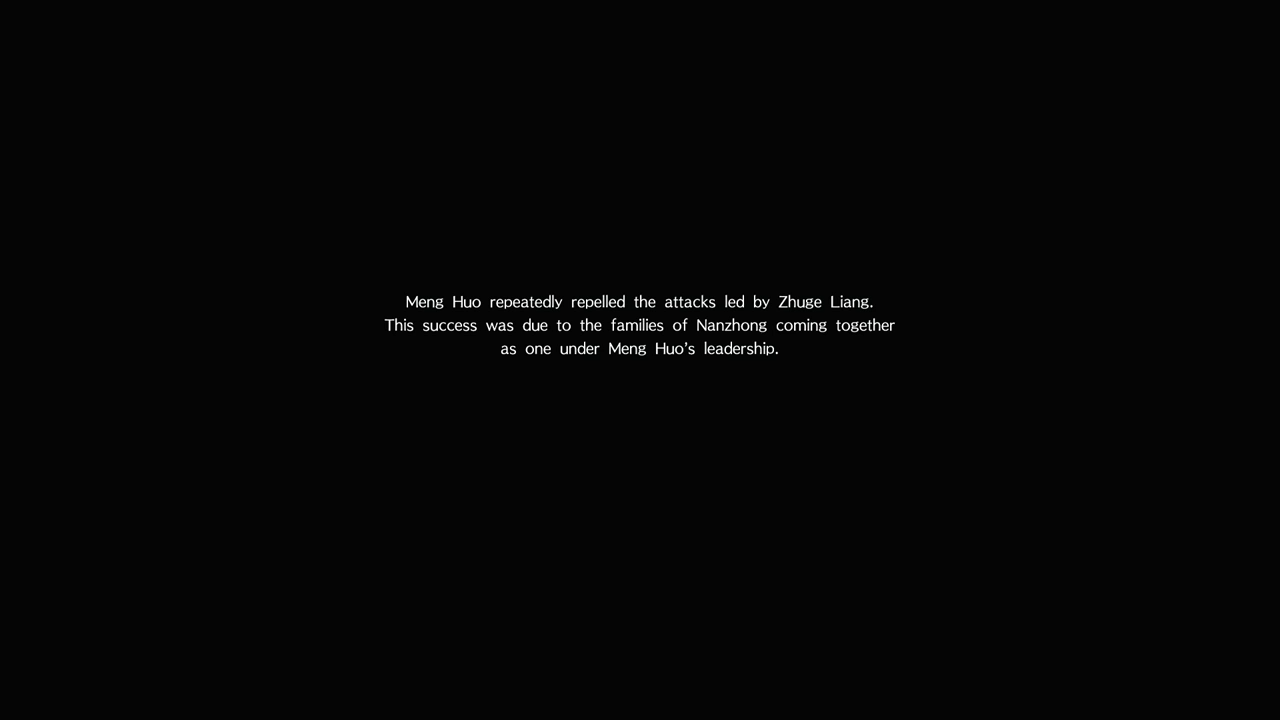 Meng Huo repeatedly repelled the attacks led by Zhuge Liang.
This success was due to the families of Nanzhong coming together
as one under Meng Huo's leadership.